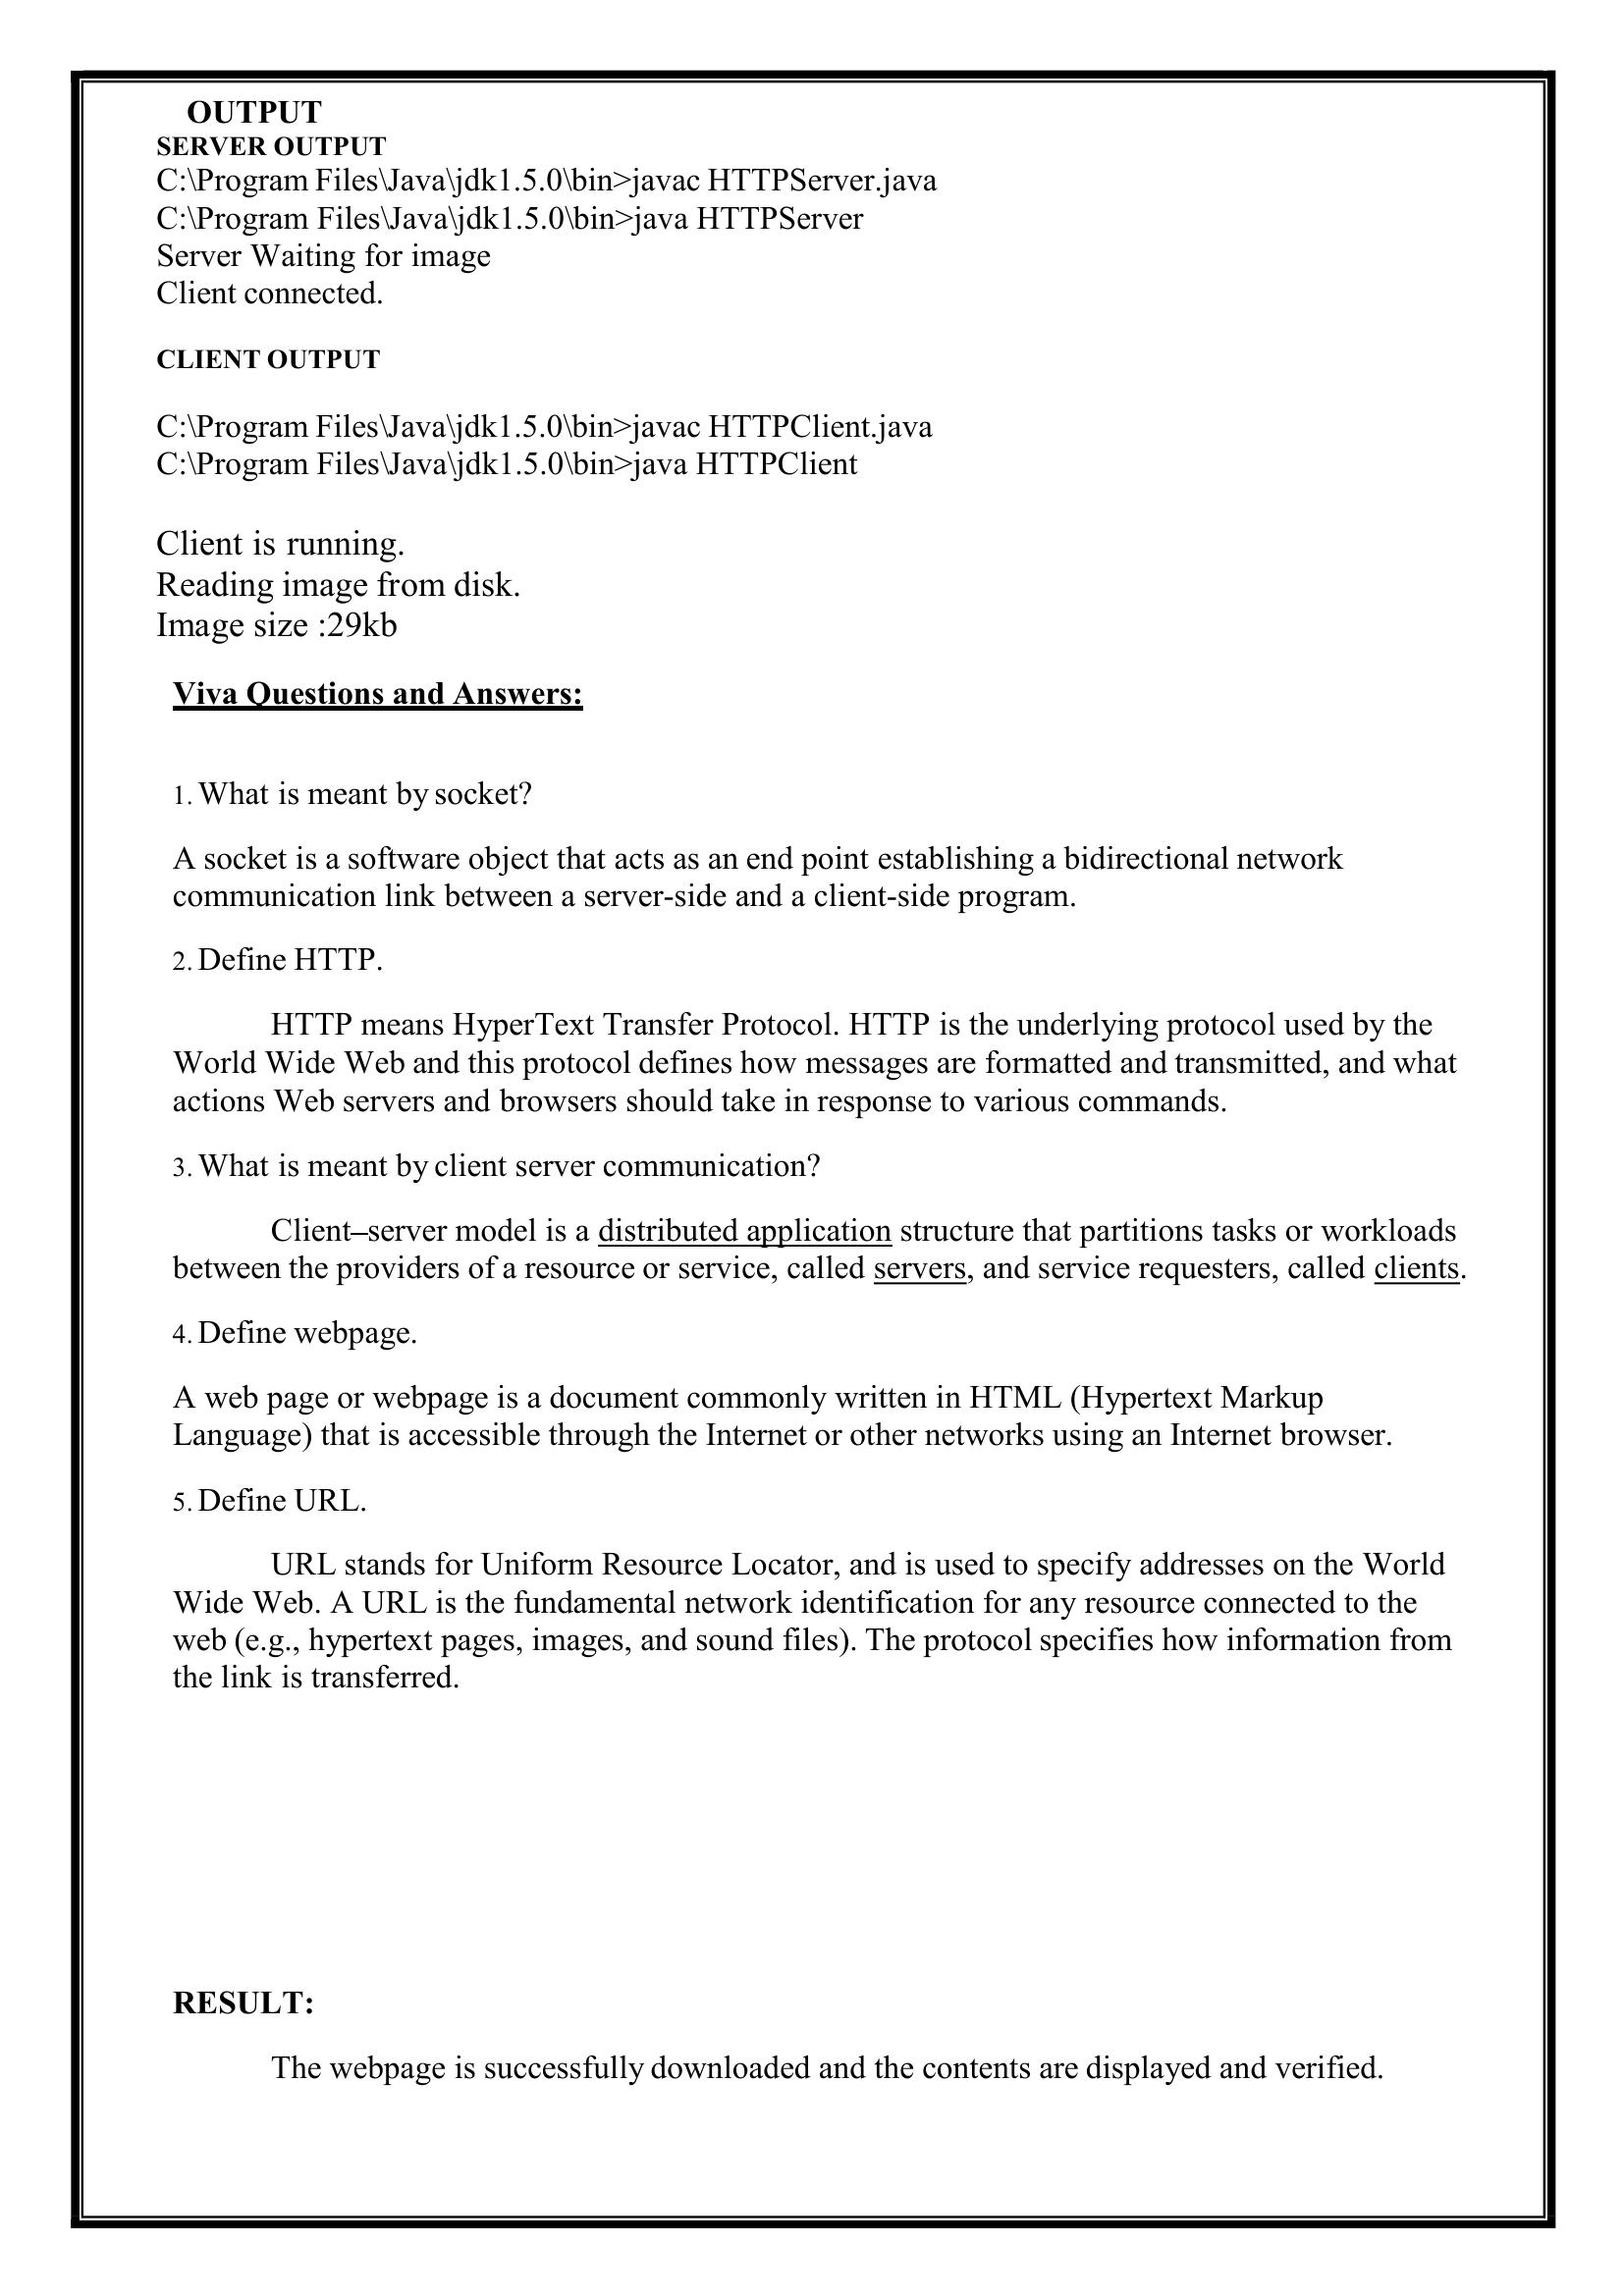 OUTPUT
SERVER OUTPUT
C:\Program Files\Java\jdk1.5.0\bin>javac HTTPServer.java
C:\Program Files\Java\jdk1.5.0\bin>java HTTPServer
Server Waiting for image
Client connected.
CLIENT OUTPUT
C:\Program Files\Java\jdk1.5.0\bin>javac HTTPClient.java
C:\Program Files\Java\jdk1.5.0\bin>java HTTPClient
Client is running.
Reading image from disk.
Image size :29kb
Viva Questions and Answers:
1. What is meant by socket?
A socket is a software object that acts as an end point establishing a bidirectional network
communication link between a server-side and a client-side program.
2. Define HTTP.
HTTP means HyperText Transfer Protocol. HTTP is the underlying protocol used by the
World Wide Web and this protocol defines how messages are formatted and transmitted, and what
actions Web servers and browsers should take in response to various commands.
3. What is meant by client server communication?
Client–server model is a distributed application structure that partitions tasks or workloads
between the providers of a resource or service, called servers, and service requesters, called clients.
4. Define webpage.
A web page or webpage is a document commonly written in HTML (Hypertext Markup
Language) that is accessible through the Internet or other networks using an Internet browser.
5. Define URL.
URL stands for Uniform Resource Locator, and is used to specify addresses on the World
Wide Web. A URL is the fundamental network identification for any resource connected to the
web (e.g., hypertext pages, images, and sound files). The protocol specifies how information from
the link is transferred.
RESULT:
The webpage is successfully downloaded and the contents are displayed and verified.